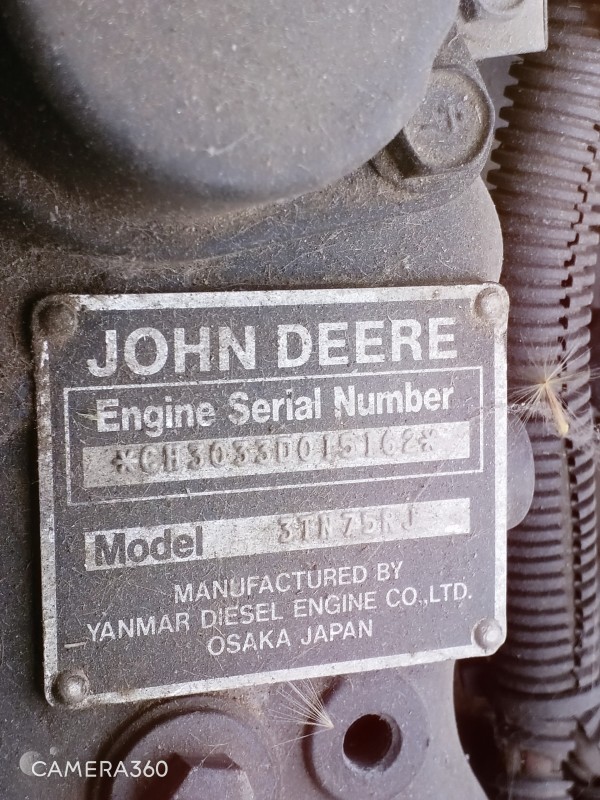 JOHN DEERE
Engine Serial Number
*CH3033D015162*
Model 3TN75RJ
MANUFACTURED BY
YANMAR DIESEL ENGINE CO.,LTD.
OSAKA JAPAN
CAMERA360